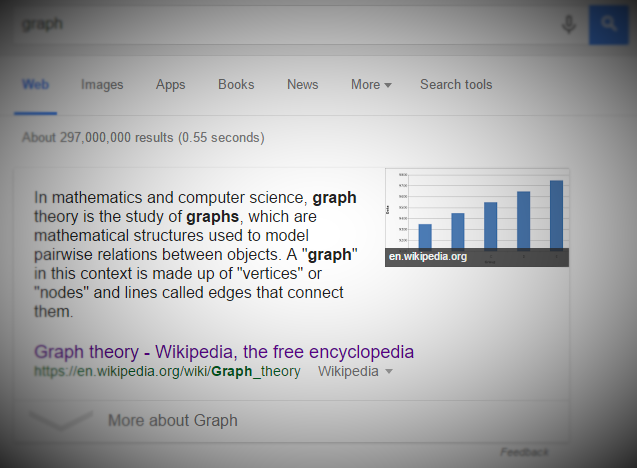 graph
Web Images Apps Books News More Search tools
About 297,000,000 results (0.55 seconds)
In mathematics and computer science, graph
theory is the study of graphs, which are
mathematical structures used to model
pairwise relations between objects. A "graph"
in this context is made up of "vertices" or
"nodes" and lines called edges that connect
them.
en.wikipedia.org
Graph theory - Wikipedia, the free encyclopedia
https://en.wikipedia.org/wiki/Graph_theory Wikipedia
More about Graph
Feedback